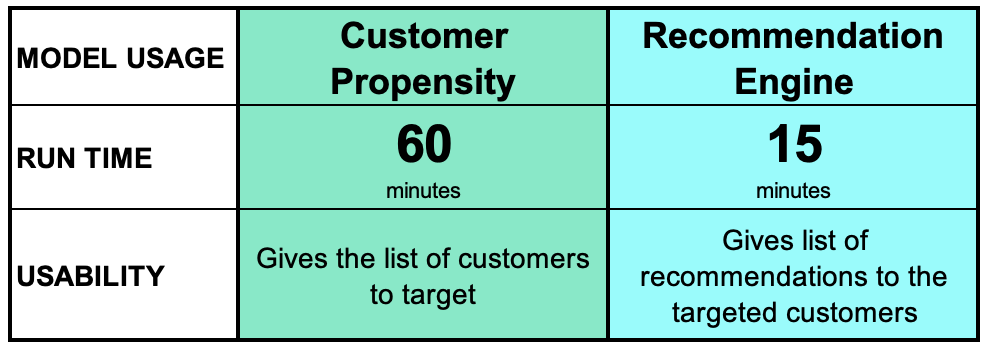 MODEL USAGE
Customer
Propensity
Recommendation
Engine
RUN TIME
60
minutes
15
minutes
USABILITY
Gives the list of customers
to target
Gives list of
recommendations to the
targeted customers